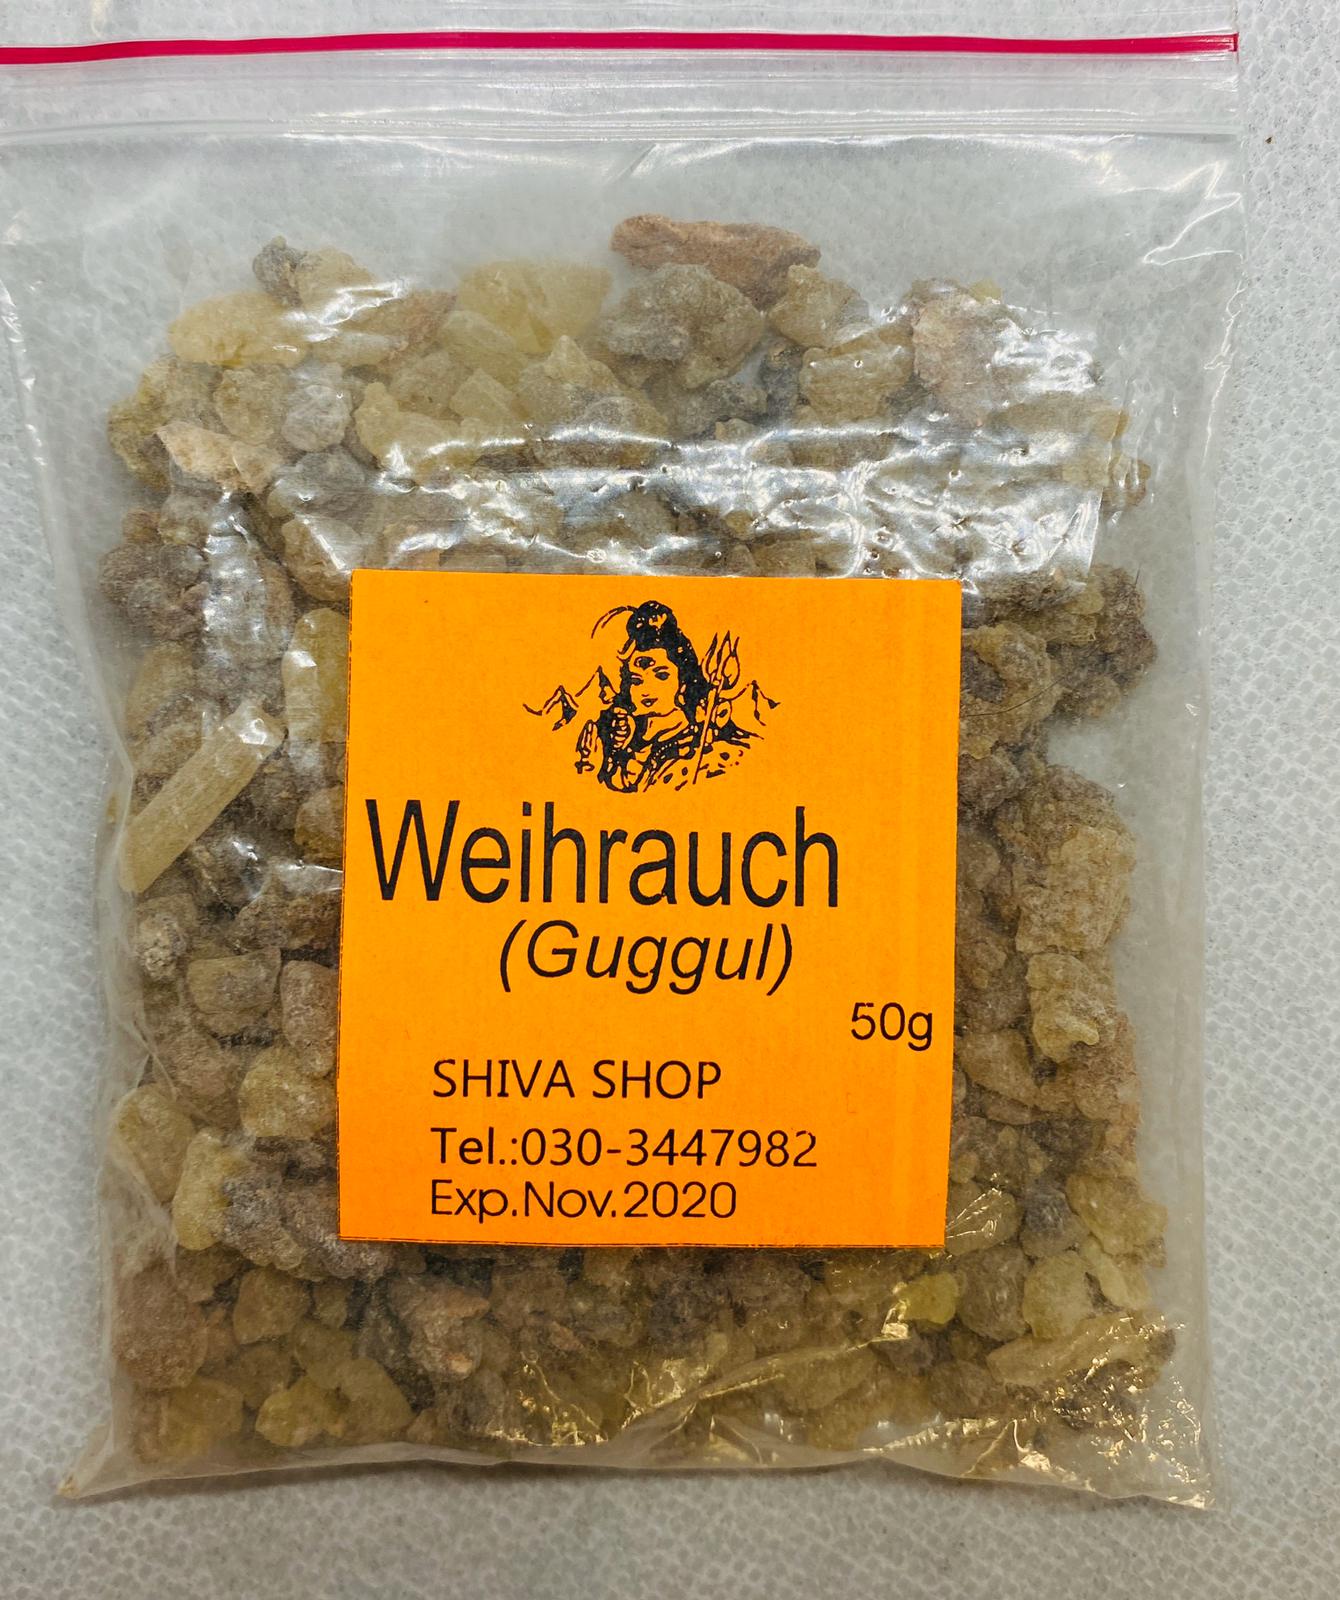 Weihrauch
(Guggul)
50g
SHIVA SHOP
Tel.:030-3447982
Exp.Nov.2020